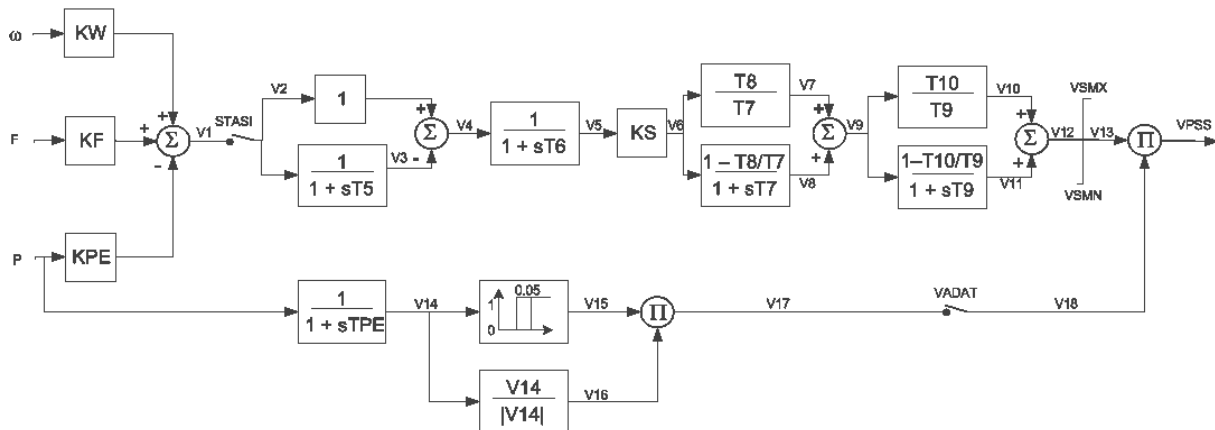 ω
KW
F
KF
P
KPE
+
+
-
Σ
V1
STASI
V2
1
1
1 + sT5
V3
+
-
Σ
V4
1
1 + sT6
V5
KS
V6
T8
T7
V7
1 – T8/T7
1 + sT7
V8
+
+
Σ
V9
T10
T9
V10
1–T10/T9
1 + sT9
V11
+
+
Σ
V12
VSMX
V13
VSMN
Π
VPSS
1
1 + sTPE
V14
1
0
0.05
V15
V14
|V14|
V16
Π
V17
VADAT
V18